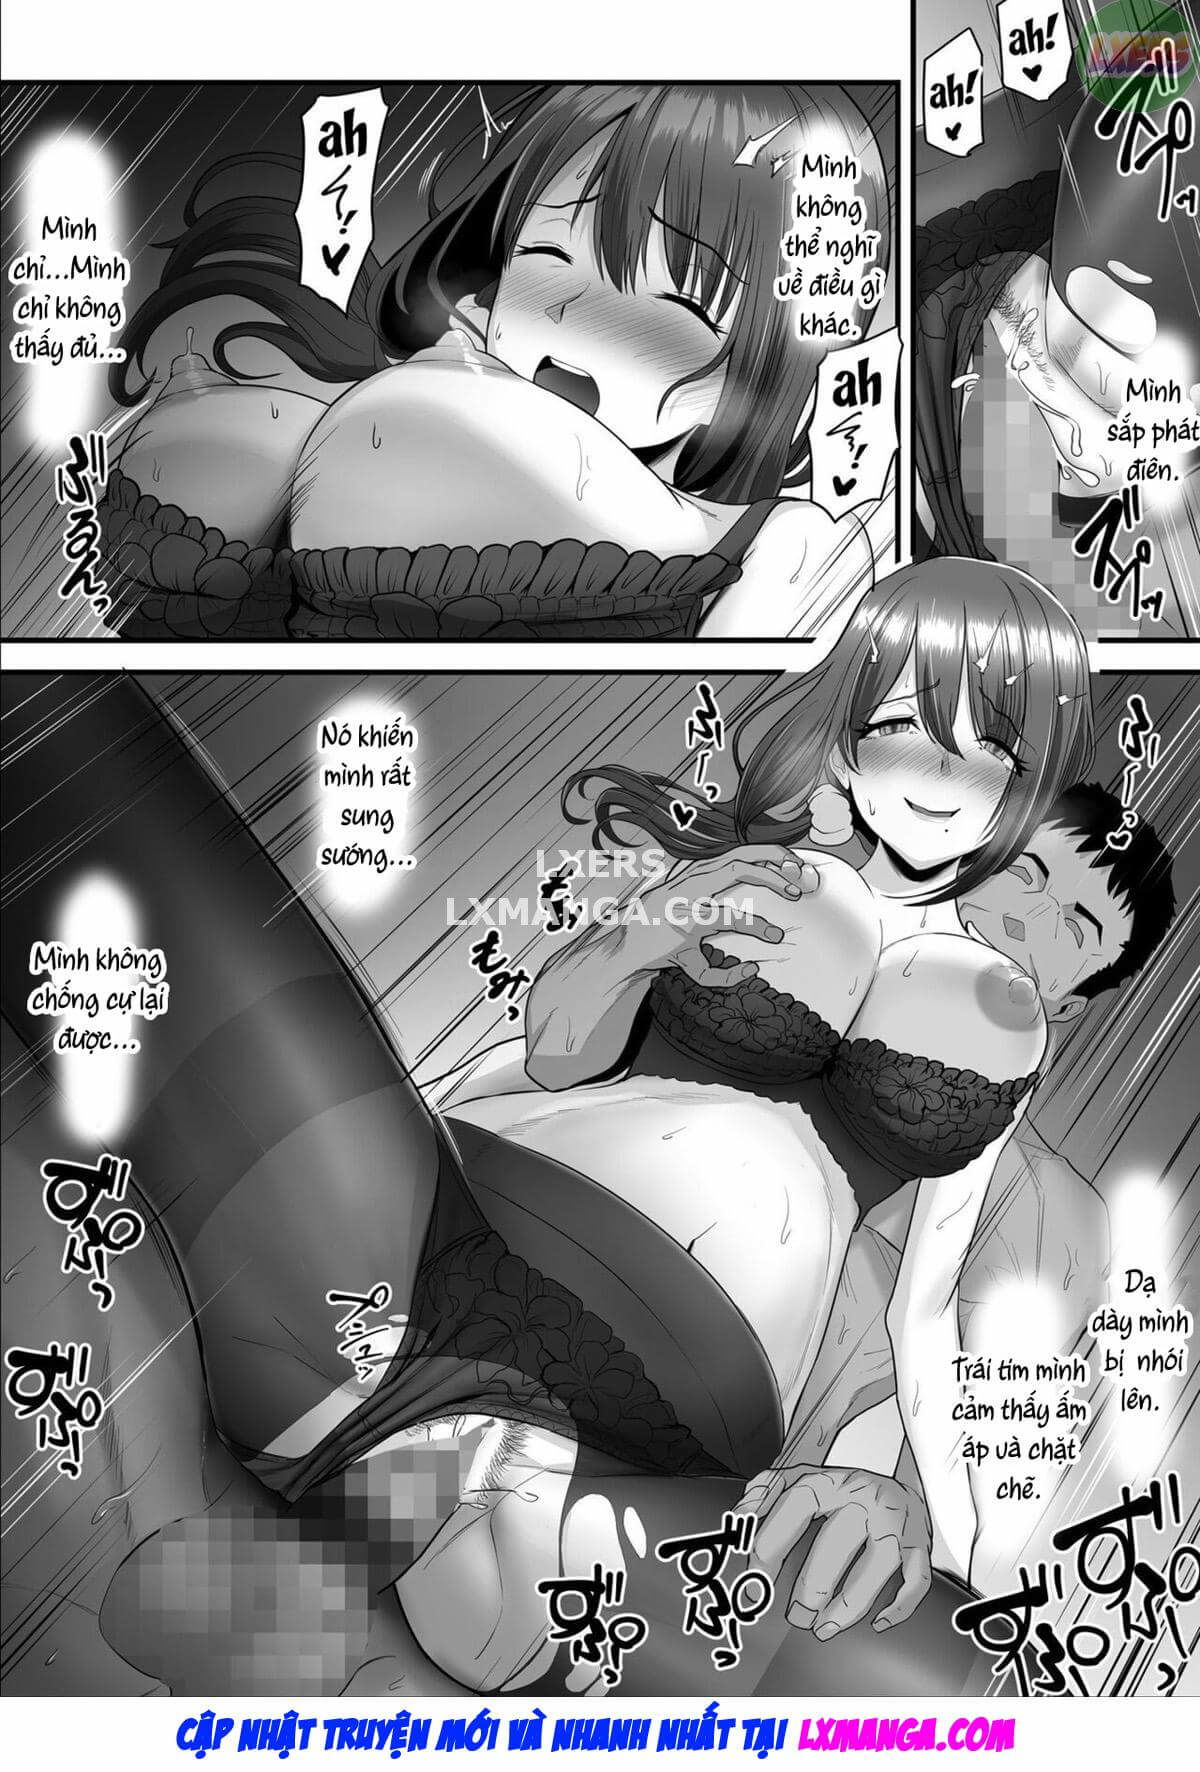 ah!
ah!
LXERS
Mình
sắp phát
điên.
Mình
không
thể nghĩ
về điều gì
khác.
ah
ah
Mình
chỉ...Mình
chỉ không
thấy đủ...
Nó khiến
mình rất
sung
sướng...
Mình không
chống cự lại
được...
LXERS
LXMANGA.COM
Dạ
dày mình
bị nhói
lên.
Trái tim mình
cảm thấy ấm
áp và chặt
chẽ.
CẬP NHẬT TRUYỆN MỚI VÀ NHANH NHẤT TẠI LXMANGA.COM